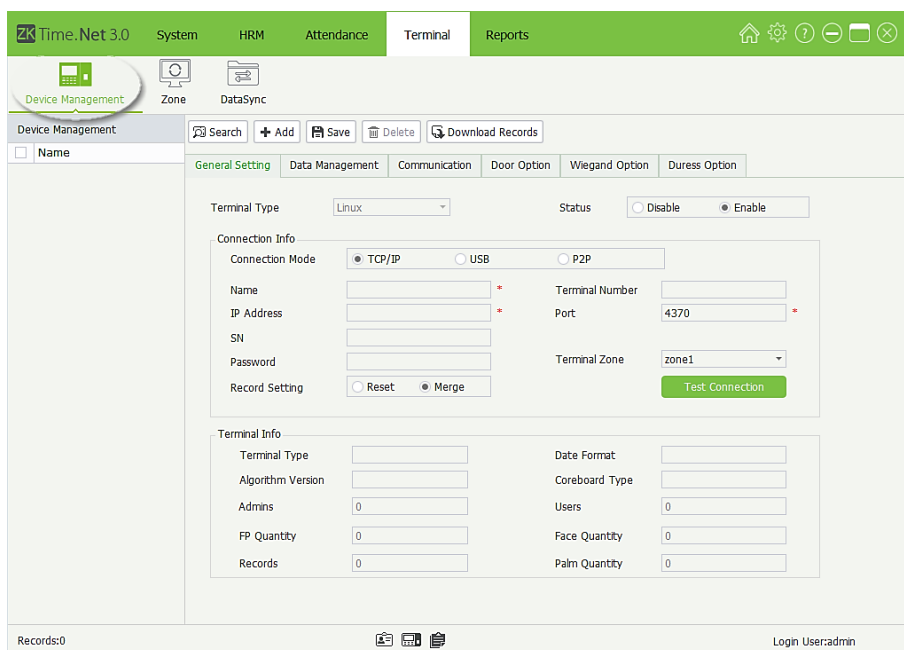 ZK Time.Net 3.0 System HRM Attendance Terminal Reports
Device Management Zone DataSync
Device Management Search Add Save Delete Download Records
Name
General Setting Data Management Communication Door Option Wiegand Option Duress Option
Terminal Type Linux Status Disable Enable
Connection Info
Connection Mode TCP/IP USB P2P
Name * Terminal Number
IP Address * Port 4370 *
SN
Password Terminal Zone zone1
Record Setting Reset Merge Test Connection
Terminal Info
Terminal Type Date Format
Algorithm Version Coreboard Type
Admins 0 Users 0
FP Quantity 0 Face Quantity 0
Records 0 Palm Quantity 0
Records:0 Login User:admin